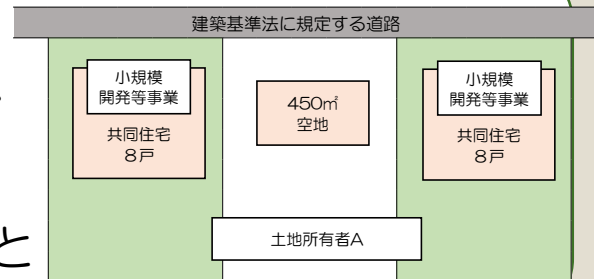 建築基準法に規定する道路
小規模
開発等事業
共同住宅
8戸
450㎡
空地
小規模
開発等事業
共同住宅
8戸
土地所有者A
と